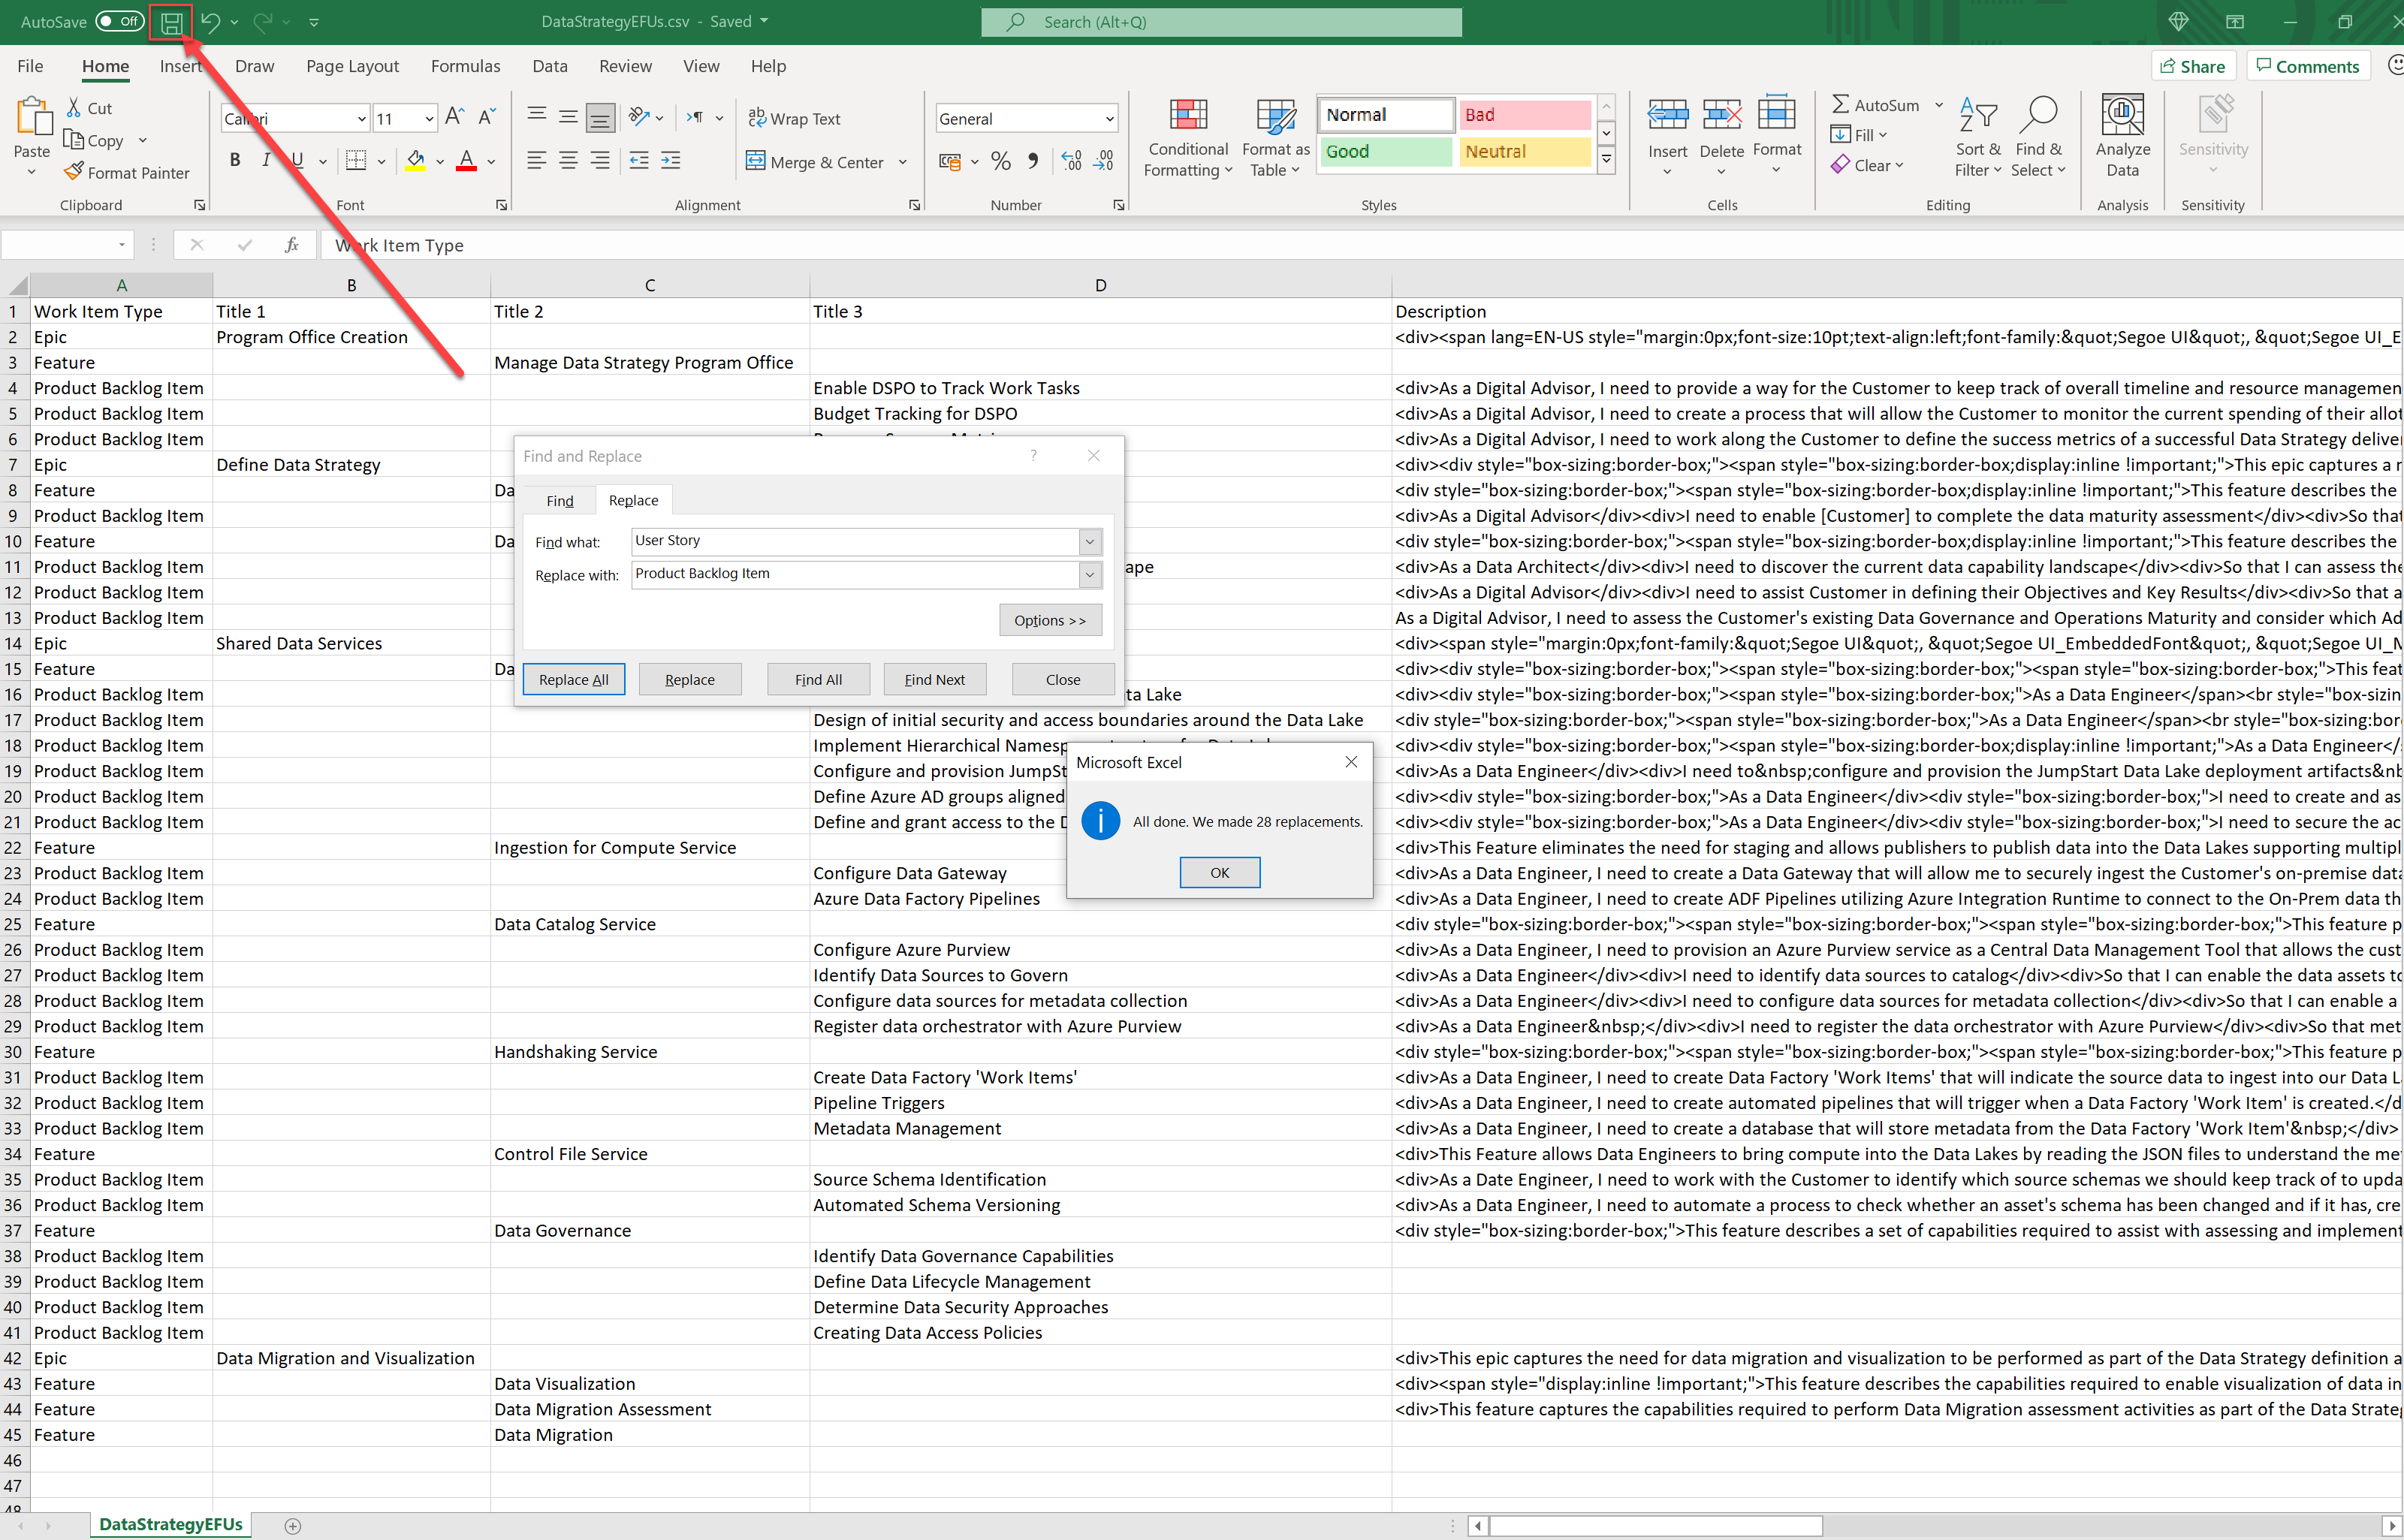 AutoSave Off DataStrategyEFUs.csv - Saved Search (Alt+Q)
File Home Insert Draw Page Layout Formulas Data Review View Help Share Comments
Paste Cut Copy Format Painter Clipboard
Calibri 11 B I U A Font
ab Wrap Text Merge & Center Alignment
General % Number
Conditional Formatting Format as Table Normal Bad Good Neutral Styles
Insert Delete Format Cells
AutoSum Fill Clear Sort & Filter Find & Select Editing
Analyze Data Analysis Sensitivity Sensitivity
fx Work Item Type
A B C D
1 Work Item Type Title 1 Title 2 Title 3 Description
2 Epic Program Office Creation <div><span lang=EN-US style="margin:0px;font-size:10pt;text-align:left;font-family:&quot;Segoe UI&quot;, &quot;Segoe UI_E
3 Feature Manage Data Strategy Program Office
4 Product Backlog Item Enable DSPO to Track Work Tasks <div>As a Digital Advisor, I need to provide a way for the Customer to keep track of overall timeline and resource managemen
5 Product Backlog Item Budget Tracking for DSPO <div>As a Digital Advisor, I need to create a process that will allow the Customer to monitor the current spending of their allot
6 Product Backlog Item <div>As a Digital Advisor, I need to work along the Customer to define the success metrics of a successful Data Strategy deliver
7 Epic Define Data Strategy <div><div style="box-sizing:border-box;"><span style="box-sizing:border-box;display:inline !important;">This epic captures a r
8 Feature Da <div style="box-sizing:border-box;"><span style="box-sizing:border-box;display:inline !important;">This feature describes the
9 Product Backlog Item <div>As a Digital Advisor</div><div>I need to enable [Customer] to complete the data maturity assessment</div><div>So that
10 Feature Da <div style="box-sizing:border-box;"><span style="box-sizing:border-box;display:inline !important;">This feature describes the
11 Product Backlog Item ape <div>As a Data Architect</div><div>I need to discover the current data capability landscape</div><div>So that I can assess the
12 Product Backlog Item <div>As a Digital Advisor</div><div>I need to assist Customer in defining their Objectives and Key Results</div><div>So that a
13 Product Backlog Item As a Digital Advisor, I need to assess the Customer's existing Data Governance and Operations Maturity and consider which Ad
14 Epic Shared Data Services <div><span style="margin:0px;font-family:&quot;Segoe UI&quot;, &quot;Segoe UI_EmbeddedFont&quot;, &quot;Segoe UI_M
15 Feature Da <div><div style="box-sizing:border-box;"><span style="box-sizing:border-box;"><span style="box-sizing:border-box;">This feat
16 Product Backlog Item ta Lake <div><div style="box-sizing:border-box;"><span style="box-sizing:border-box;">As a Data Engineer</span><br style="box-sizin
17 Product Backlog Item Design of initial security and access boundaries around the Data Lake <div style="box-sizing:border-box;"><span style="box-sizing:border-box;">As a Data Engineer</span><br style="box-sizing:bor
18 Product Backlog Item Implement Hierarchical Namesp <div><div style="box-sizing:border-box;"><span style="box-sizing:border-box;display:inline !important;">As a Data Engineer</
19 Product Backlog Item Configure and provision JumpSt <div>As a Data Engineer</div><div>I need to&nbsp;configure and provision the JumpStart Data Lake deployment artifacts&nb
20 Product Backlog Item Define Azure AD groups aligned <div><div style="box-sizing:border-box;">As a Data Engineer</div><div style="box-sizing:border-box;">I need to create and as
21 Product Backlog Item Define and grant access to the D <div><div style="box-sizing:border-box;">As a Data Engineer</div><div style="box-sizing:border-box;">I need to secure the ac
22 Feature Ingestion for Compute Service <div>This Feature eliminates the need for staging and allows publishers to publish data into the Data Lakes supporting multipl
23 Product Backlog Item Configure Data Gateway <div>As a Data Engineer, I need to create a Data Gateway that will allow me to securely ingest the Customer's on-premise data
24 Product Backlog Item Azure Data Factory Pipelines <div>As a Data Engineer, I need to create ADF Pipelines utilizing Azure Integration Runtime to connect to the On-Prem data th
25 Feature Data Catalog Service <div style="box-sizing:border-box;"><span style="box-sizing:border-box;"><span style="box-sizing:border-box;">This feature p
26 Product Backlog Item Configure Azure Purview <div>As a Data Engineer, I need to provision an Azure Purview service as a Central Data Management Tool that allows the cust
27 Product Backlog Item Identify Data Sources to Govern <div>As a Data Engineer</div><div>I need to identify data sources to catalog</div><div>So that I can enable the data assets to
28 Product Backlog Item Configure data sources for metadata collection <div>As a Data Engineer</div><div>I need to configure data sources for metadata collection</div><div>So that I can enable a
29 Product Backlog Item Register data orchestrator with Azure Purview <div>As a Data Engineer&nbsp;</div><div>I need to register the data orchestrator with Azure Purview</div><div>So that met
30 Feature Handshaking Service <div style="box-sizing:border-box;"><span style="box-sizing:border-box;"><span style="box-sizing:border-box;">This feature p
31 Product Backlog Item Create Data Factory 'Work Items' <div>As a Data Engineer, I need to create Data Factory 'Work Items' that will indicate the source data to ingest into our Data L
32 Product Backlog Item Pipeline Triggers <div>As a Data Engineer, I need to create automated pipelines that will trigger when a Data Factory 'Work Item' is created.</d
33 Product Backlog Item Metadata Management <div>As a Data Engineer, I need to create a database that will store metadata from the Data Factory 'Work Item'&nbsp;</div>
34 Feature Control File Service <div>This Feature allows Data Engineers to bring compute into the Data Lakes by reading the JSON files to understand the me
35 Product Backlog Item Source Schema Identification <div>As a Date Engineer, I need to work with the Customer to identify which source schemas we should keep track of to upda
36 Product Backlog Item Automated Schema Versioning <div>As a Data Engineer, I need to automate a process to check whether an asset's schema has been changed and if it has, cre
37 Feature Data Governance <div style="box-sizing:border-box;">This feature describes a set of capabilities required to assist with assessing and implement
38 Product Backlog Item Identify Data Governance Capabilities
39 Product Backlog Item Define Data Lifecycle Management
40 Product Backlog Item Determine Data Security Approaches
41 Product Backlog Item Creating Data Access Policies
42 Epic Data Migration and Visualization <div>This epic captures the need for data migration and visualization to be performed as part of the Data Strategy definition a
43 Feature Data Visualization <div><span style="display:inline !important;">This feature describes the capabilities required to enable visualization of data in
44 Feature Data Migration Assessment <div>This feature captures the capabilities required to perform Data Migration assessment activities as part of the Data Strate
45 Feature Data Migration
46
47
48
Find and Replace ?
Find Replace
Find what: User Story
Replace with: Product Backlog Item
Options >>
Replace All Replace Find All Find Next Close
Microsoft Excel
i All done. We made 28 replacements.
OK
DataStrategyEFUs